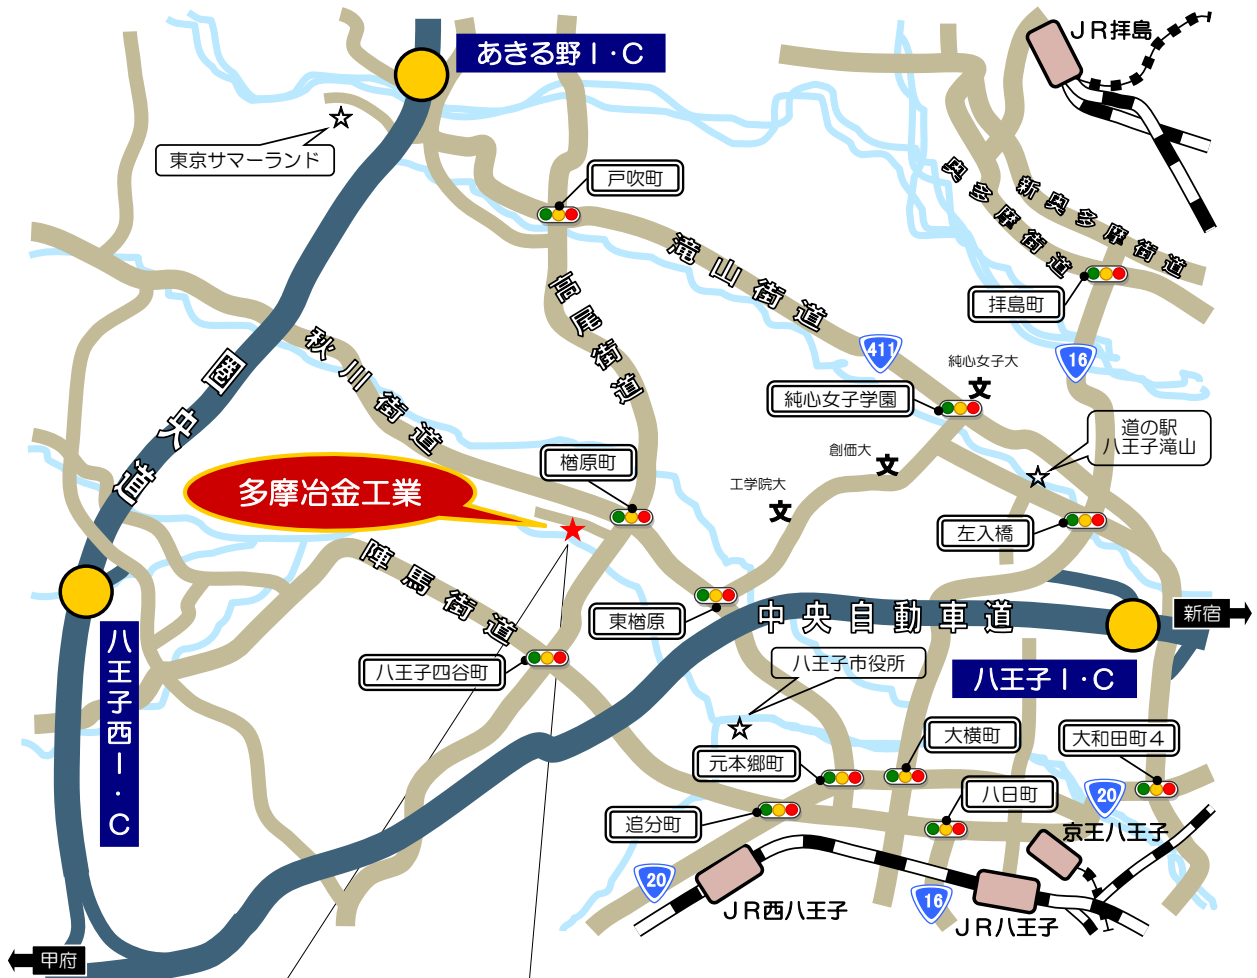 あきる野I・C
JR拝島
東京サマーランド
戸吹町
奥多摩街道
新奥多摩街道
滝山街道
拝島町
高尾街道
411
16
圏央道
秋川街道
純心女子大
文
純心女子学園
道の駅
八王子滝山
創価大
文
楢原町
多摩冶金工業
工学院大
文
左入橋
陣馬街道
東楢原
中央自動車道
新宿
八王子四谷町
八王子市役所
八王子I・C
八王子西I・C
大横町
大和田町4
元本郷町
八日町
20
追分町
京王八王子
20
16
JR西八王子
JR八王子
甲府